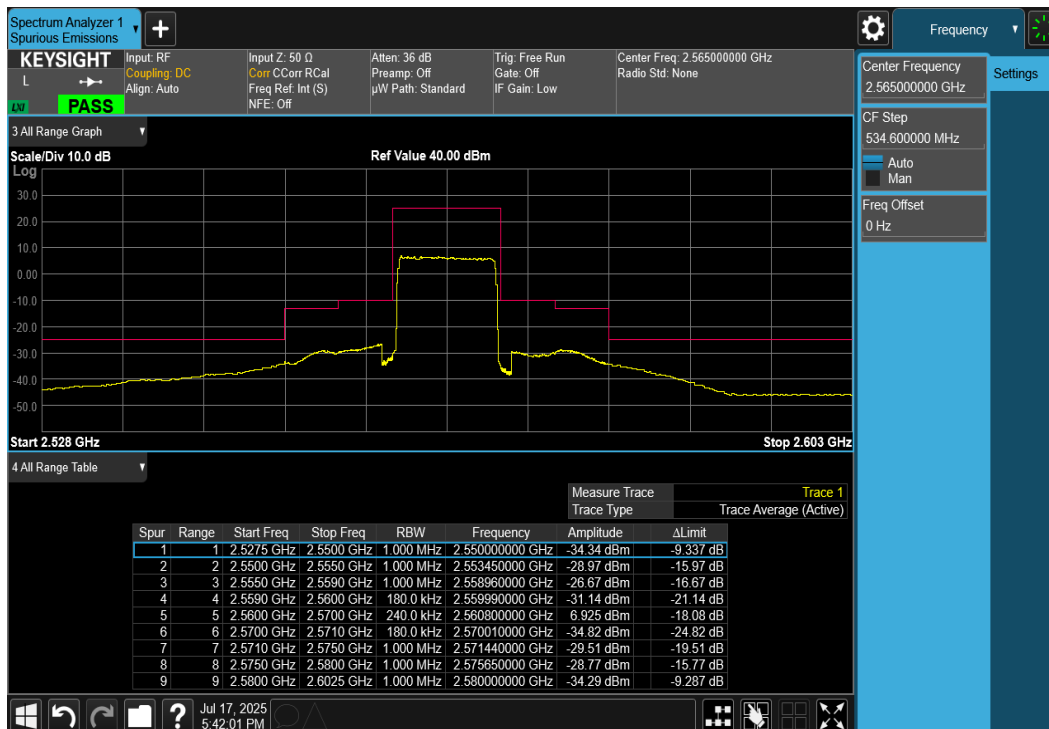 Spectrum Analyzer 1
Spurious Emissions
Frequency
KEYSIGHT
L
LXI
PASS
Input: RF
Coupling: DC
Align: Auto
Input Z: 50 Ω
Corr CCorr RCal
Freq Ref: Int (S)
NFE: Off
Atten: 36 dB
Preamp: Off
µW Path: Standard
Trig: Free Run
Gate: Off
IF Gain: Low
Center Freq: 2.565000000 GHz
Radio Std: None
Center Frequency
2.565000000 GHz
Settings
CF Step
534.600000 MHz
Auto
Man
Freq Offset
0 Hz
3 All Range Graph
Scale/Div 10.0 dB
Ref Value 40.00 dBm
Log
30.0
20.0
10.0
0.00
-10.0
-20.0
-30.0
-40.0
-50.0
Start 2.528 GHz
Stop 2.603 GHz
4 All Range Table
Measure Trace Trace 1
Trace Type Trace Average (Active)
Spur Range Start Freq Stop Freq RBW Frequency Amplitude ΔLimit
1 1 2.5275 GHz 2.5500 GHz 1.000 MHz 2.550000000 GHz -34.34 dBm -9.337 dB
2 2 2.5500 GHz 2.5550 GHz 1.000 MHz 2.553450000 GHz -28.97 dBm -15.97 dB
3 3 2.5550 GHz 2.5590 GHz 1.000 MHz 2.558960000 GHz -26.67 dBm -16.67 dB
4 4 2.5590 GHz 2.5600 GHz 180.0 kHz 2.559990000 GHz -31.14 dBm -21.14 dB
5 5 2.5600 GHz 2.5700 GHz 240.0 kHz 2.560800000 GHz 6.925 dBm -18.08 dB
6 6 2.5700 GHz 2.5710 GHz 180.0 kHz 2.570010000 GHz -34.82 dBm -24.82 dB
7 7 2.5710 GHz 2.5750 GHz 1.000 MHz 2.571440000 GHz -29.51 dBm -19.51 dB
8 8 2.5750 GHz 2.5800 GHz 1.000 MHz 2.575650000 GHz -28.77 dBm -15.77 dB
9 9 2.5800 GHz 2.6025 GHz 1.000 MHz 2.580000000 GHz -34.29 dBm -9.287 dB
Jul 17, 2025
5:42:01 PM